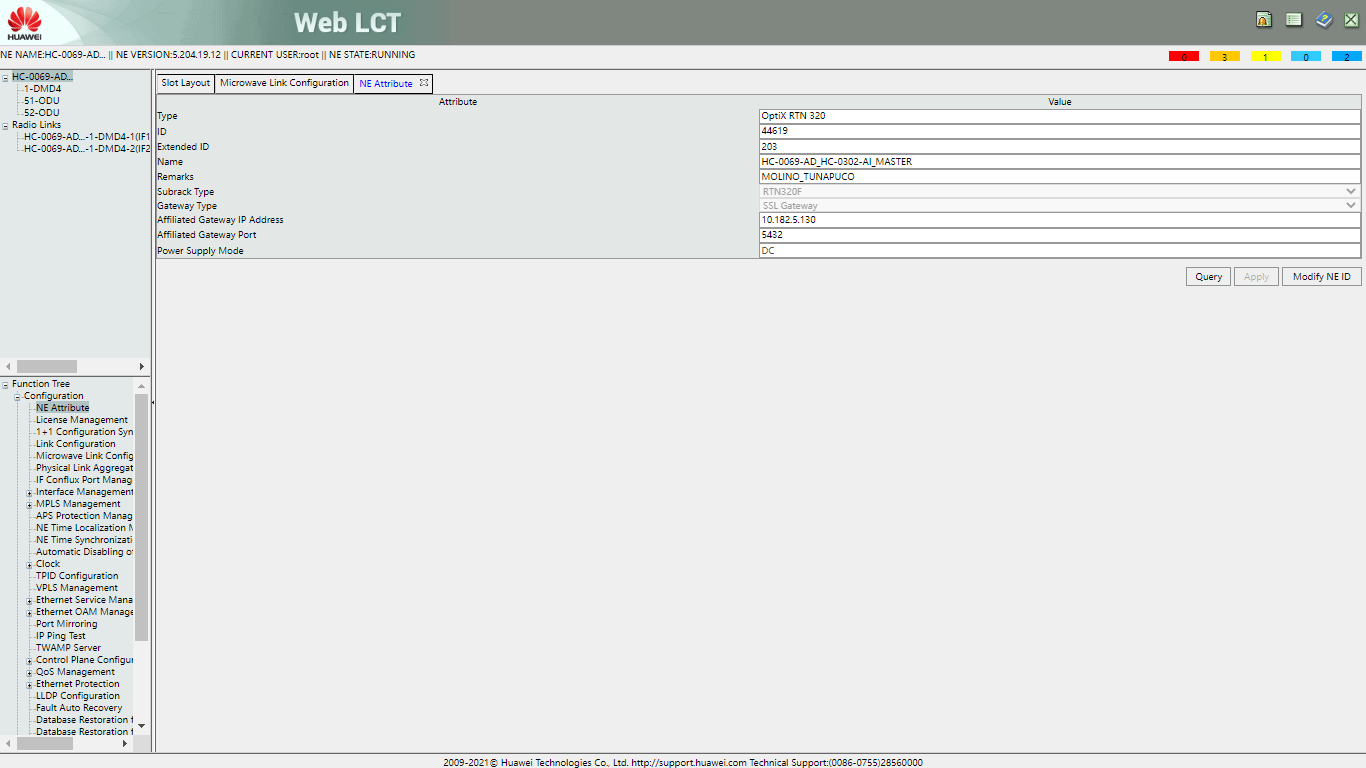 HUAWEI
Web LCT
NE NAME:HC-0069-AD... || NE VERSION:5.204.19.12 || CURRENT USER:root || NE STATE:RUNNING
0 3 1 0 2
HC-0069-AD...
1-DMD4
51-ODU
52-ODU
Radio Links
HC-0069-AD...-1-DMD4-1(IF1
HC-0069-AD...-1-DMD4-2(IF2
Slot Layout Microwave Link Configuration NE Attribute
Attribute Value
Type OptiX RTN 320
ID 44619
Extended ID 203
Name HC-0069-AD_HC-0302-AI_MASTER
Remarks MOLINO_TUNAPUCO
Subrack Type RTN320F
Gateway Type SSL Gateway
Affiliated Gateway IP Address 10.182.5.130
Affiliated Gateway Port 5432
Power Supply Mode DC
Query Apply Modify NE ID
Function Tree
Configuration
NE Attribute
License Management
1+1 Configuration Syn
Link Configuration
Microwave Link Config
Physical Link Aggregat
IF Conflux Port Manag
Interface Management
MPLS Management
APS Protection Manag
NE Time Localization M
NE Time Synchronizati
Automatic Disabling of
Clock
TPID Configuration
VPLS Management
Ethernet Service Mana
Ethernet OAM Manage
Port Mirroring
IP Ping Test
TWAMP Server
Control Plane Configur
QoS Management
Ethernet Protection
LLDP Configuration
Fault Auto Recovery
Database Restoration f
Database Restoration f
2009-2021© Huawei Technologies Co., Ltd. http://support.huawei.com Technical Support:(0086-0755)28560000